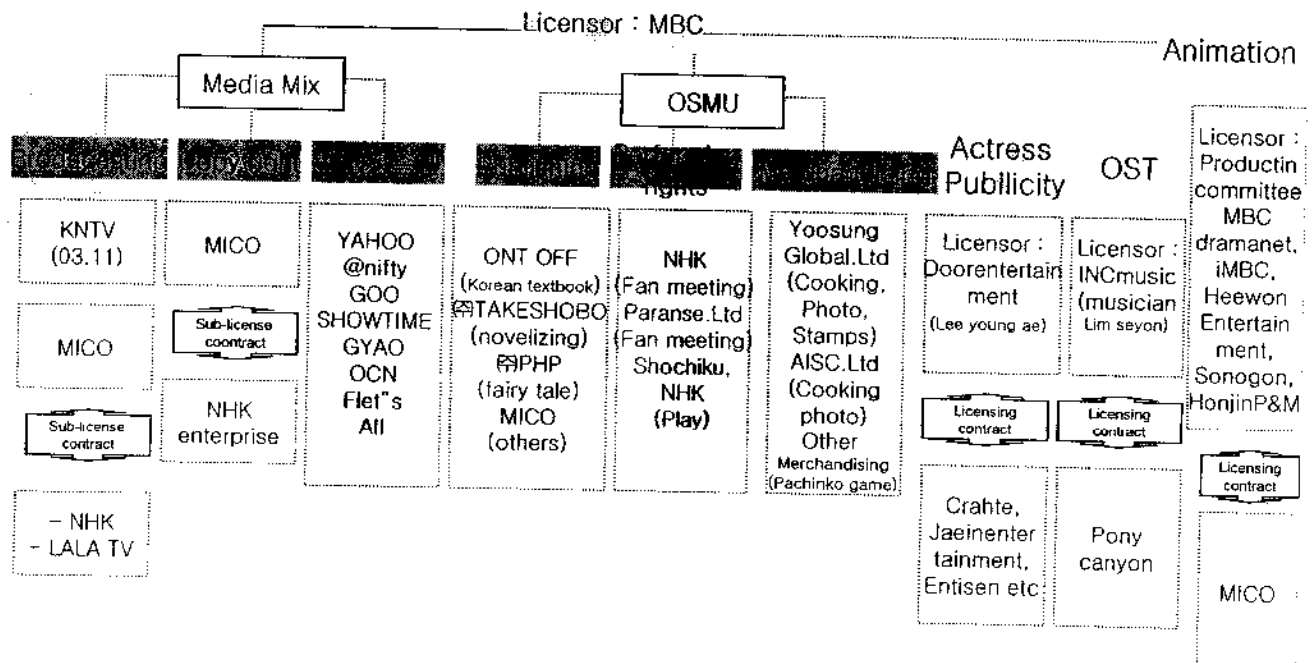 Licensor : MBC
Animation
Media Mix
OSMU
Broadcasting
Actress
Pubilicity
OST
rights
KNTV
(03.11)
MICO
Sub-license
contract
- NHK
- LALA TV
MICO
Sub-license
coontract
NHK
enterprise
YAHOO
@nifty
GOO
SHOWTIME
GYAO
OCN
Flet"s
All
ONT OFF
(Korean textbook)
㈜TAKESHOBO
(novelizing)
㈜PHP
(fairy tale)
MICO
(others)
NHK
(Fan meeting)
Paranse.Ltd
(Fan meeting)
Shochiku,
NHK
(Play)
Yoosung
Global.Ltd
(Cooking,
Photo,
Stamps)
AISC.Ltd
(Cooking
photo)
Other
Merchandising
(Pachinko game)
Licensor :
Doorentertain
ment
(Lee young ae)
Licensing
contract
Crahte,
Jaeinenter
tainment,
Entisen etc
Licensor :
INCmusic
(musician
Lim seyon)
Licensing
contract
Pony
canyon
Licensor :
Productin
committee
MBC
dramanet,
iMBC,
Heewon
Entertain
ment,
Sonogon,
HonjinP&M
Licensing
contract
MICO